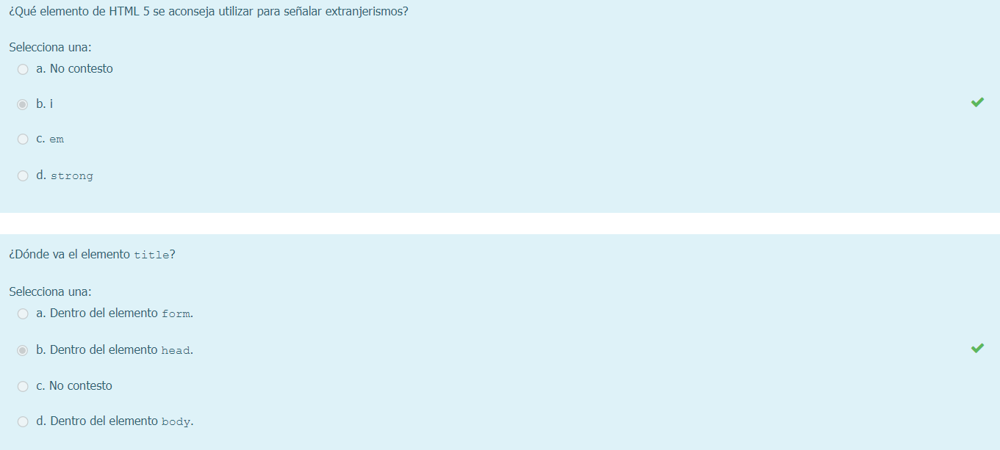 ¿Qué elemento de HTML 5 se aconseja utilizar para señalar extranjerismos?
Selecciona una:
a. No contesto
b. i
c. em
d. strong
¿Dónde va el elemento title?
Selecciona una:
a. Dentro del elemento form.
b. Dentro del elemento head.
c. No contesto
d. Dentro del elemento body.